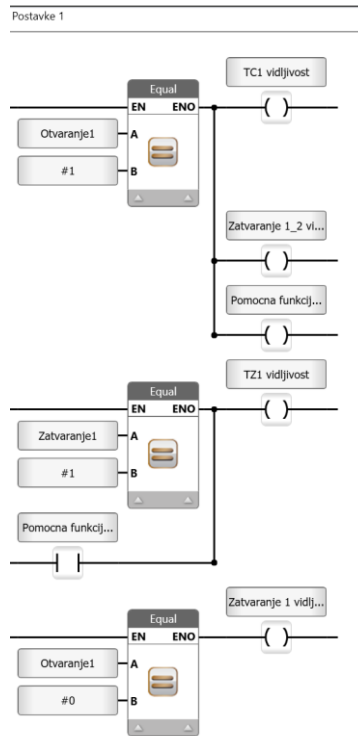 Postavke 1
TC1 vidljivost
Equal
EN ENO
Otvaranje1 A
#1 B
Zatvaranje 1_2 vi...
Pomocna funkcij...
TZ1 vidljivost
Equal
EN ENO
Zatvaranje1 A
#1 B
Pomocna funkcij...
Zatvaranje 1 vidlj...
Equal
EN ENO
Otvaranje1 A
#0 B